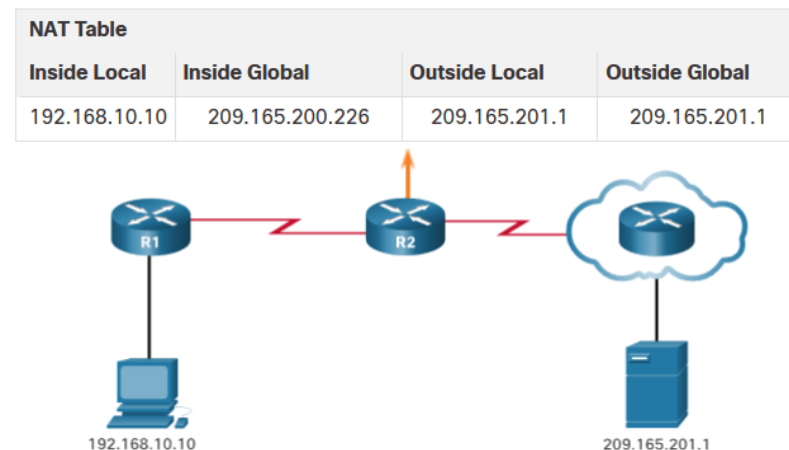 NAT Table
Inside Local Inside Global Outside Local Outside Global
192.168.10.10 209.165.200.226 209.165.201.1 209.165.201.1
R1 R2
192.168.10.10 209.165.201.1